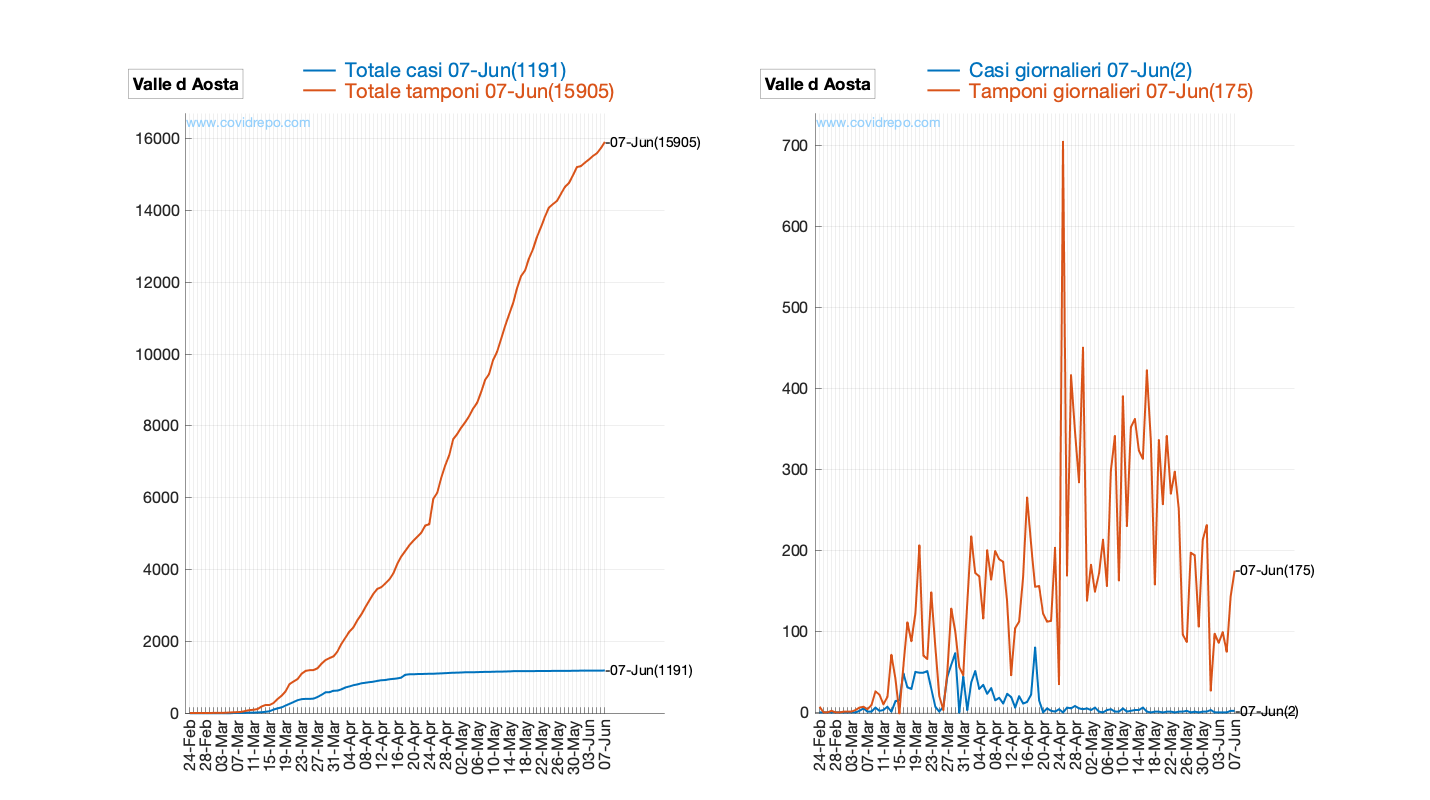 Valle d Aosta
Totale casi 07-Jun(1191)
Totale tamponi 07-Jun(15905)
www.covidrepo.com
16000
14000
12000
10000
8000
6000
4000
2000
0
-07-Jun(15905)
-07-Jun(1191)
24-Feb
28-Feb
03-Mar
07-Mar
11-Mar
15-Mar
19-Mar
23-Mar
27-Mar
31-Mar
04-Apr
08-Apr
12-Apr
16-Apr
20-Apr
24-Apr
28-Apr
02-May
06-May
10-May
14-May
18-May
22-May
26-May
30-May
03-Jun
07-Jun
Valle d Aosta
Casi giornalieri 07-Jun(2)
Tamponi giornalieri 07-Jun(175)
www.covidrepo.com
700
600
500
400
300
200
100
0
-07-Jun(175)
-07-Jun(2)
24-Feb
28-Feb
03-Mar
07-Mar
11-Mar
15-Mar
19-Mar
23-Mar
27-Mar
31-Mar
04-Apr
08-Apr
12-Apr
16-Apr
20-Apr
24-Apr
28-Apr
02-May
06-May
10-May
14-May
18-May
22-May
26-May
30-May
03-Jun
07-Jun